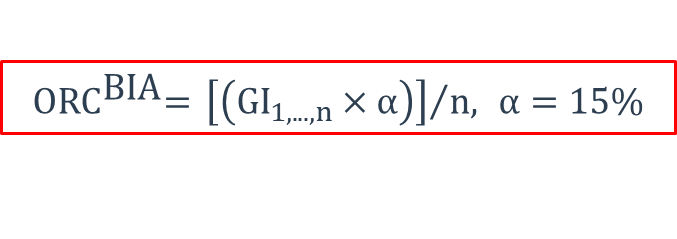 ORC^BIA= [(GI_1,…,n × α)]/n, α = 15%